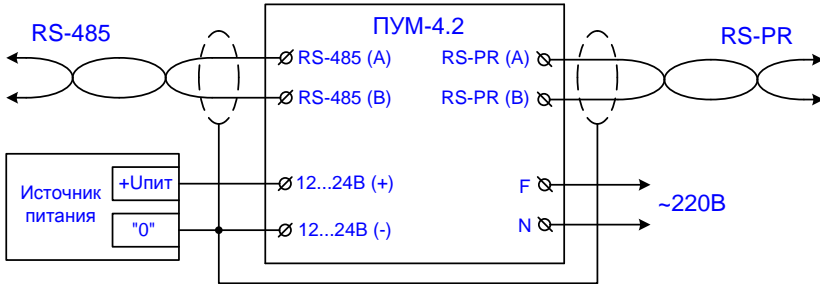 ПУМ-4.2
RS-485
RS-PR
RS-485 (A)
RS-PR (A)
RS-485 (B)
RS-PR (B)
Источник
питания
+Uпит
"0"
12...24В (+)
12...24В (-)
F
N
~220В